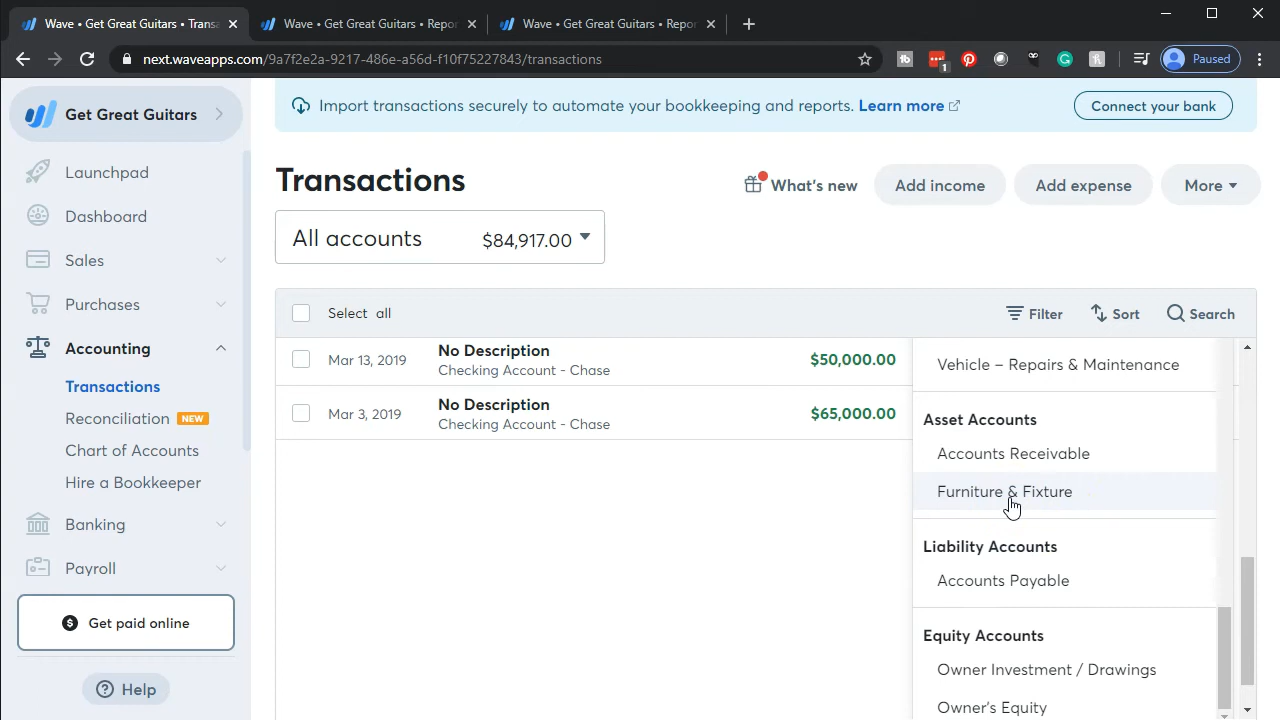 Wave • Get Great Guitars • Transa
Wave • Get Great Guitars • Repor
Wave • Get Great Guitars • Repor
next.waveapps.com/9a7f2e2a-9217-486e-a56d-f10f75227843/transactions
1
Paused
Get Great Guitars
Import transactions securely to automate your bookkeeping and reports. Learn more
Connect your bank
Launchpad
Dashboard
Sales
Purchases
Accounting
Transactions
Reconciliation NEW
Chart of Accounts
Hire a Bookkeeper
Banking
Payroll
$ Get paid online
? Help
Transactions
What's new
Add income
Add expense
More
All accounts $84,917.00
Select all
Filter
Sort
Search
Mar 13, 2019
No Description
Checking Account - Chase
$50,000.00
Mar 3, 2019
No Description
Checking Account - Chase
$65,000.00
Vehicle – Repairs & Maintenance
Asset Accounts
Accounts Receivable
Furniture & Fixture
Liability Accounts
Accounts Payable
Equity Accounts
Owner Investment / Drawings
Owner's Equity